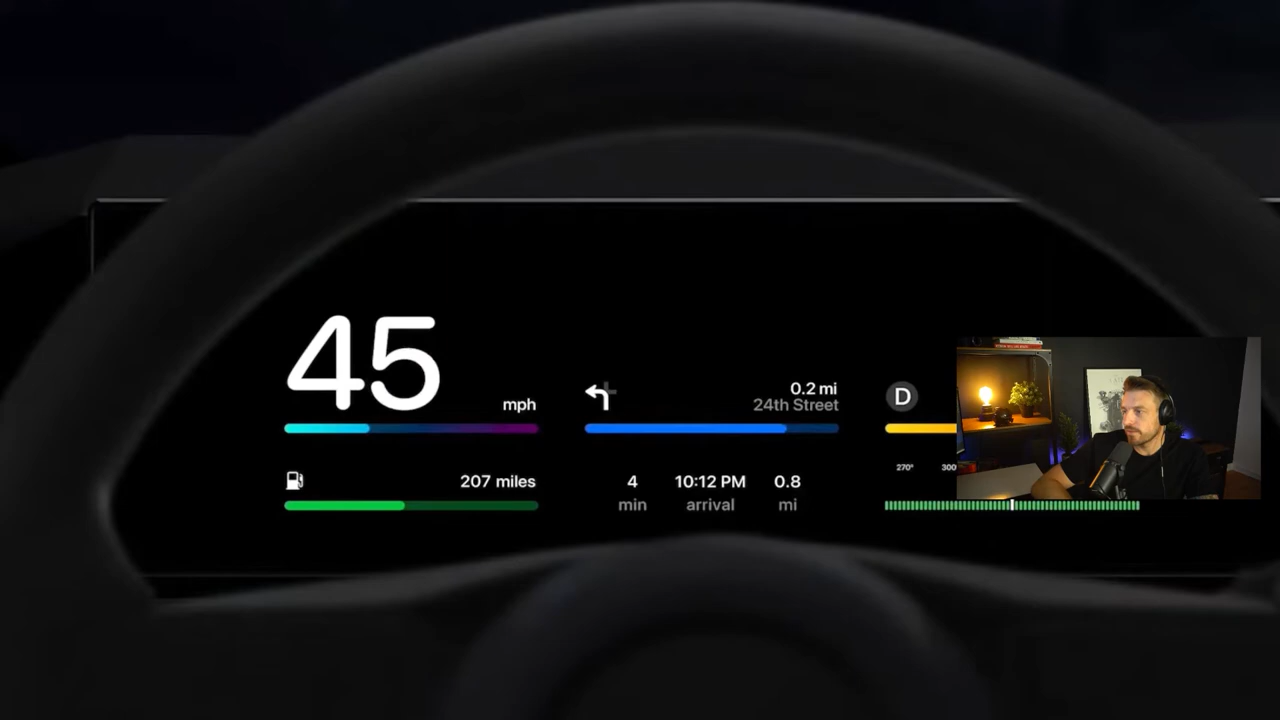 45
mph
0.2 mi
24th Street
D
207 miles
4 10:12 PM 0.8
min arrival mi
270°